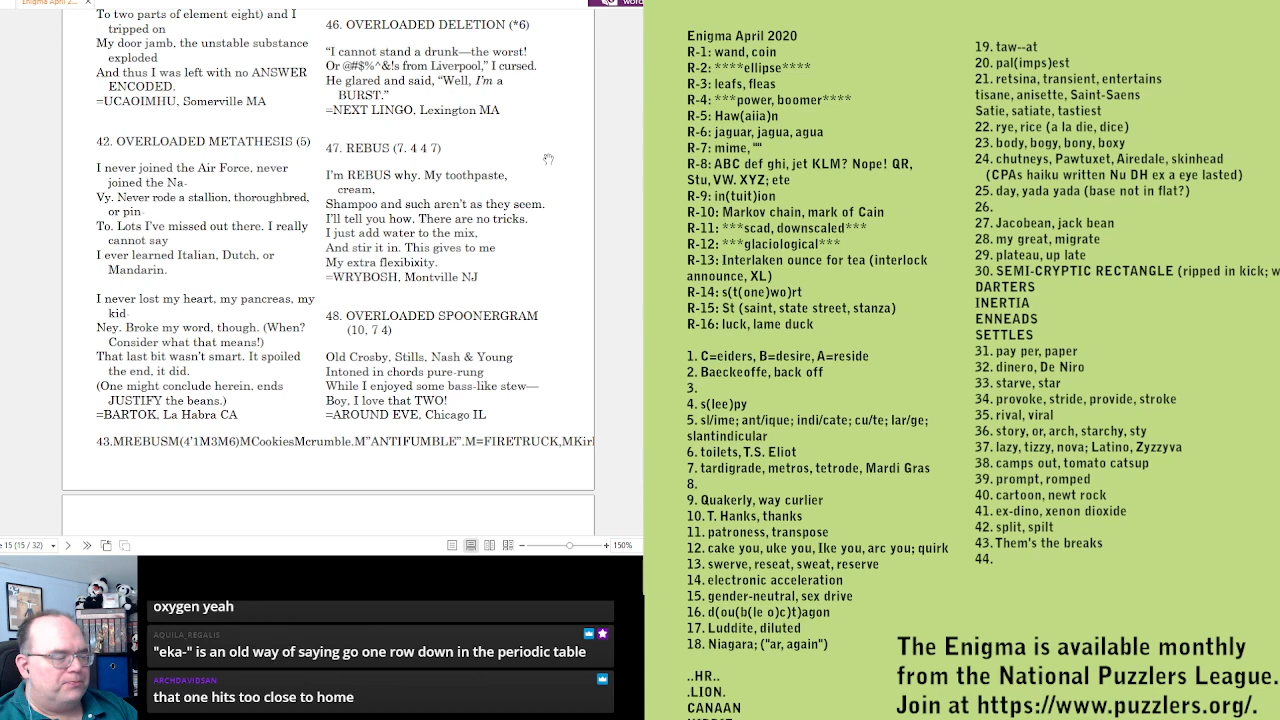 Enigma April 2...
To two parts of element eight) and I
tripped on
My door jamb, the unstable substance
exploded
And thus I was left with no ANSWER
ENCODED.
=UCAOIMHU, Somerville MA
42. OVERLOADED METATHESIS (5)
I never joined the Air Force, never
joined the Na-
Vy. Never rode a stallion, thoroughbred,
or pin-
To. Lots I've missed out there. I really
cannot say
I ever learned Italian, Dutch, or
Mandarin.
I never lost my heart, my pancreas, my
kid-
Ney. Broke my word, though. (When?
Consider what that means!)
That last bit wasn't smart. It spoiled
the end, it did.
(One might conclude herein, ends
JUSTIFY the beans.)
=BARTOK, La Habra CA
46. OVERLOADED DELETION (*6)
"I cannot stand a drunk—the worst!
Or @#$%^&!s from Liverpool," I cursed.
He glared and said, "Well, I'm a
BURST."
=NEXT LINGO, Lexington MA
47. REBUS (7, 4 4 7)
I'm REBUS why. My toothpaste,
cream,
Shampoo and such aren't as they seem.
I'll tell you how. There are no tricks.
I just add water to the mix,
And stir it in. This gives to me
My extra flexibixity.
=WRYBOSH, Montville NJ
48. OVERLOADED SPOONERGRAM
(10, 7 4)
Old Crosby, Stills, Nash & Young
Intoned in chords pure-rung
While I enjoyed some bass-like stew—
Boy, I love that TWO!
=AROUND EVE, Chicago IL
43.MREBUSM(4'1M3M6)MCookiesMcrumble.M"ANTIFUMBLE".M=FIRETRUCK,MKirl
15 (15 / 32)
150%
oxygen yeah
AQUILA_REGALIS
"eka-" is an old way of saying go one row down in the periodic table
ARCHDAVIDSAN
that one hits too close to home
Enigma April 2020
R-1: wand, coin
R-2: ****ellipse****
R-3: leafs, fleas
R-4: ***power, boomer****
R-5: Haw(aiia)n
R-6: jaguar, jagua, agua
R-7: mime, ""
R-8: ABC def ghi, jet KLM? Nope! QR,
Stu, VW. XYZ; ete
R-9: in(tuit)ion
R-10: Markov chain, mark of Cain
R-11: ***scad, downscaled***
R-12: ***glaciological***
R-13: Interlaken ounce for tea (interlock
announce, XL)
R-14: s(t(one)wo)rt
R-15: St (saint, state street, stanza)
R-16: luck, lame duck
1. C=eiders, B=desire, A=reside
2. Baeckeoffe, back off
3.
4. s(lee)py
5. sl/ime; ant/ique; indi/cate; cu/te; lar/ge;
slantindicular
6. toilets, T.S. Eliot
7. tardigrade, metros, tetrode, Mardi Gras
8.
9. Quakerly, way curlier
10. T. Hanks, thanks
11. patroness, transpose
12. cake you, uke you, Ike you, arc you; quirk
13. swerve, reseat, sweat, reserve
14. electronic acceleration
15. gender-neutral, sex drive
16. d(ou(b(le o)c)t)agon
17. Luddite, diluted
18. Niagara; ("ar, again")
..HR..
.LION.
CANAAN
19. taw--at
20. pal(imps)est
21. retsina, transient, entertains
tisane, anisette, Saint-Saens
Satie, satiate, tastiest
22. rye, rice (a la die, dice)
23. body, bogy, bony, boxy
24. chutneys, Pawtuxet, Airedale, skinhead
(CPAs haiku written Nu DH ex a eye lasted)
25. day, yada yada (base not in flat?)
26.
27. Jacobean, jack bean
28. my great, migrate
29. plateau, up late
30. SEMI-CRYPTIC RECTANGLE (ripped in kick; w
DARTERS
INERTIA
ENNEADS
SETTLES
31. pay per, paper
32. dinero, De Niro
33. starve, star
34. provoke, stride, provide, stroke
35. rival, viral
36. story, or, arch, starchy, sty
37. lazy, tizzy, nova; Latino, Zyzzyva
38. camps out, tomato catsup
39. prompt, romped
40. cartoon, newt rock
41. ex-dino, xenon dioxide
42. split, spilt
43. Them's the breaks
44.
The Enigma is available monthly
from the National Puzzlers League.
Join at https://www.puzzlers.org/.